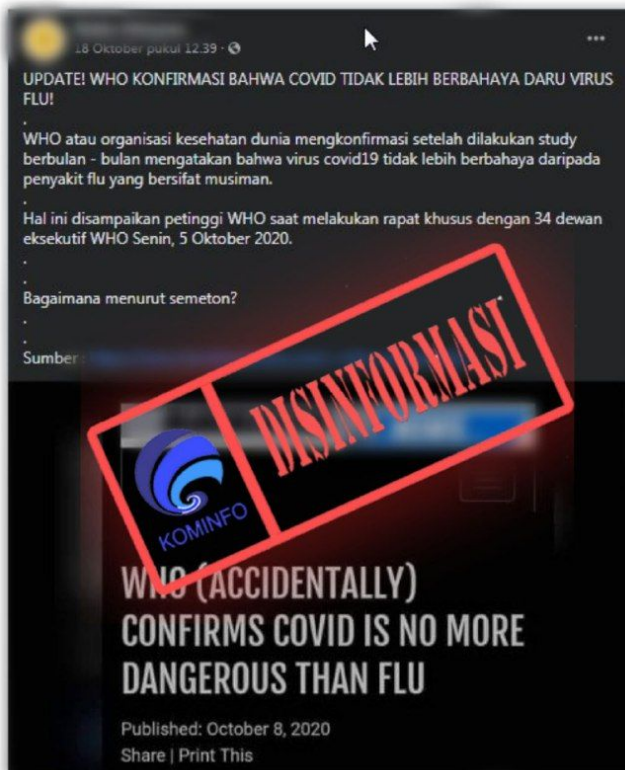 18 Oktober pukul 12.39 ·
UPDATE! WHO KONFIRMASI BAHWA COVID TIDAK LEBIH BERBAHAYA DARU VIRUS
FLU!
.
WHO atau organisasi kesehatan dunia mengkonfirmasi setelah dilakukan study
berbulan - bulan mengatakan bahwa virus covid19 tidak lebih berbahaya daripada
penyakit flu yang bersifat musiman.
.
Hal ini disampaikan petinggi WHO saat melakukan rapat khusus dengan 34 dewan
eksekutif WHO Senin, 5 Oktober 2020.
.
.
Bagaimana menurut semeton?
.
.
Sumber :
DISINFORMASI
KOMINFO
WHO (ACCIDENTALLY)
CONFIRMS COVID IS NO MORE
DANGEROUS THAN FLU
Published: October 8, 2020
Share | Print This